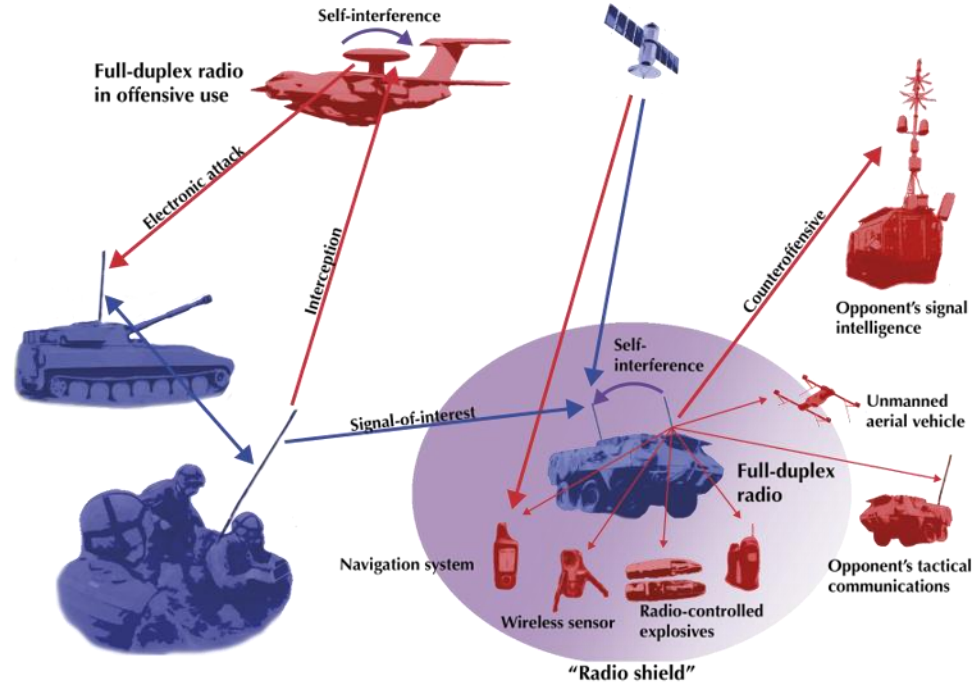 Self-interference
Full-duplex radio
in offensive use
Electronic attack
Interception
Counteroffensive
Opponent's signal
intelligence
Self-
interference
Unmanned
aerial vehicle
Signal-of-interest
Full-duplex
radio
Navigation system
Opponent's tactical
communications
Wireless sensor
Radio-controlled
explosives
"Radio shield"